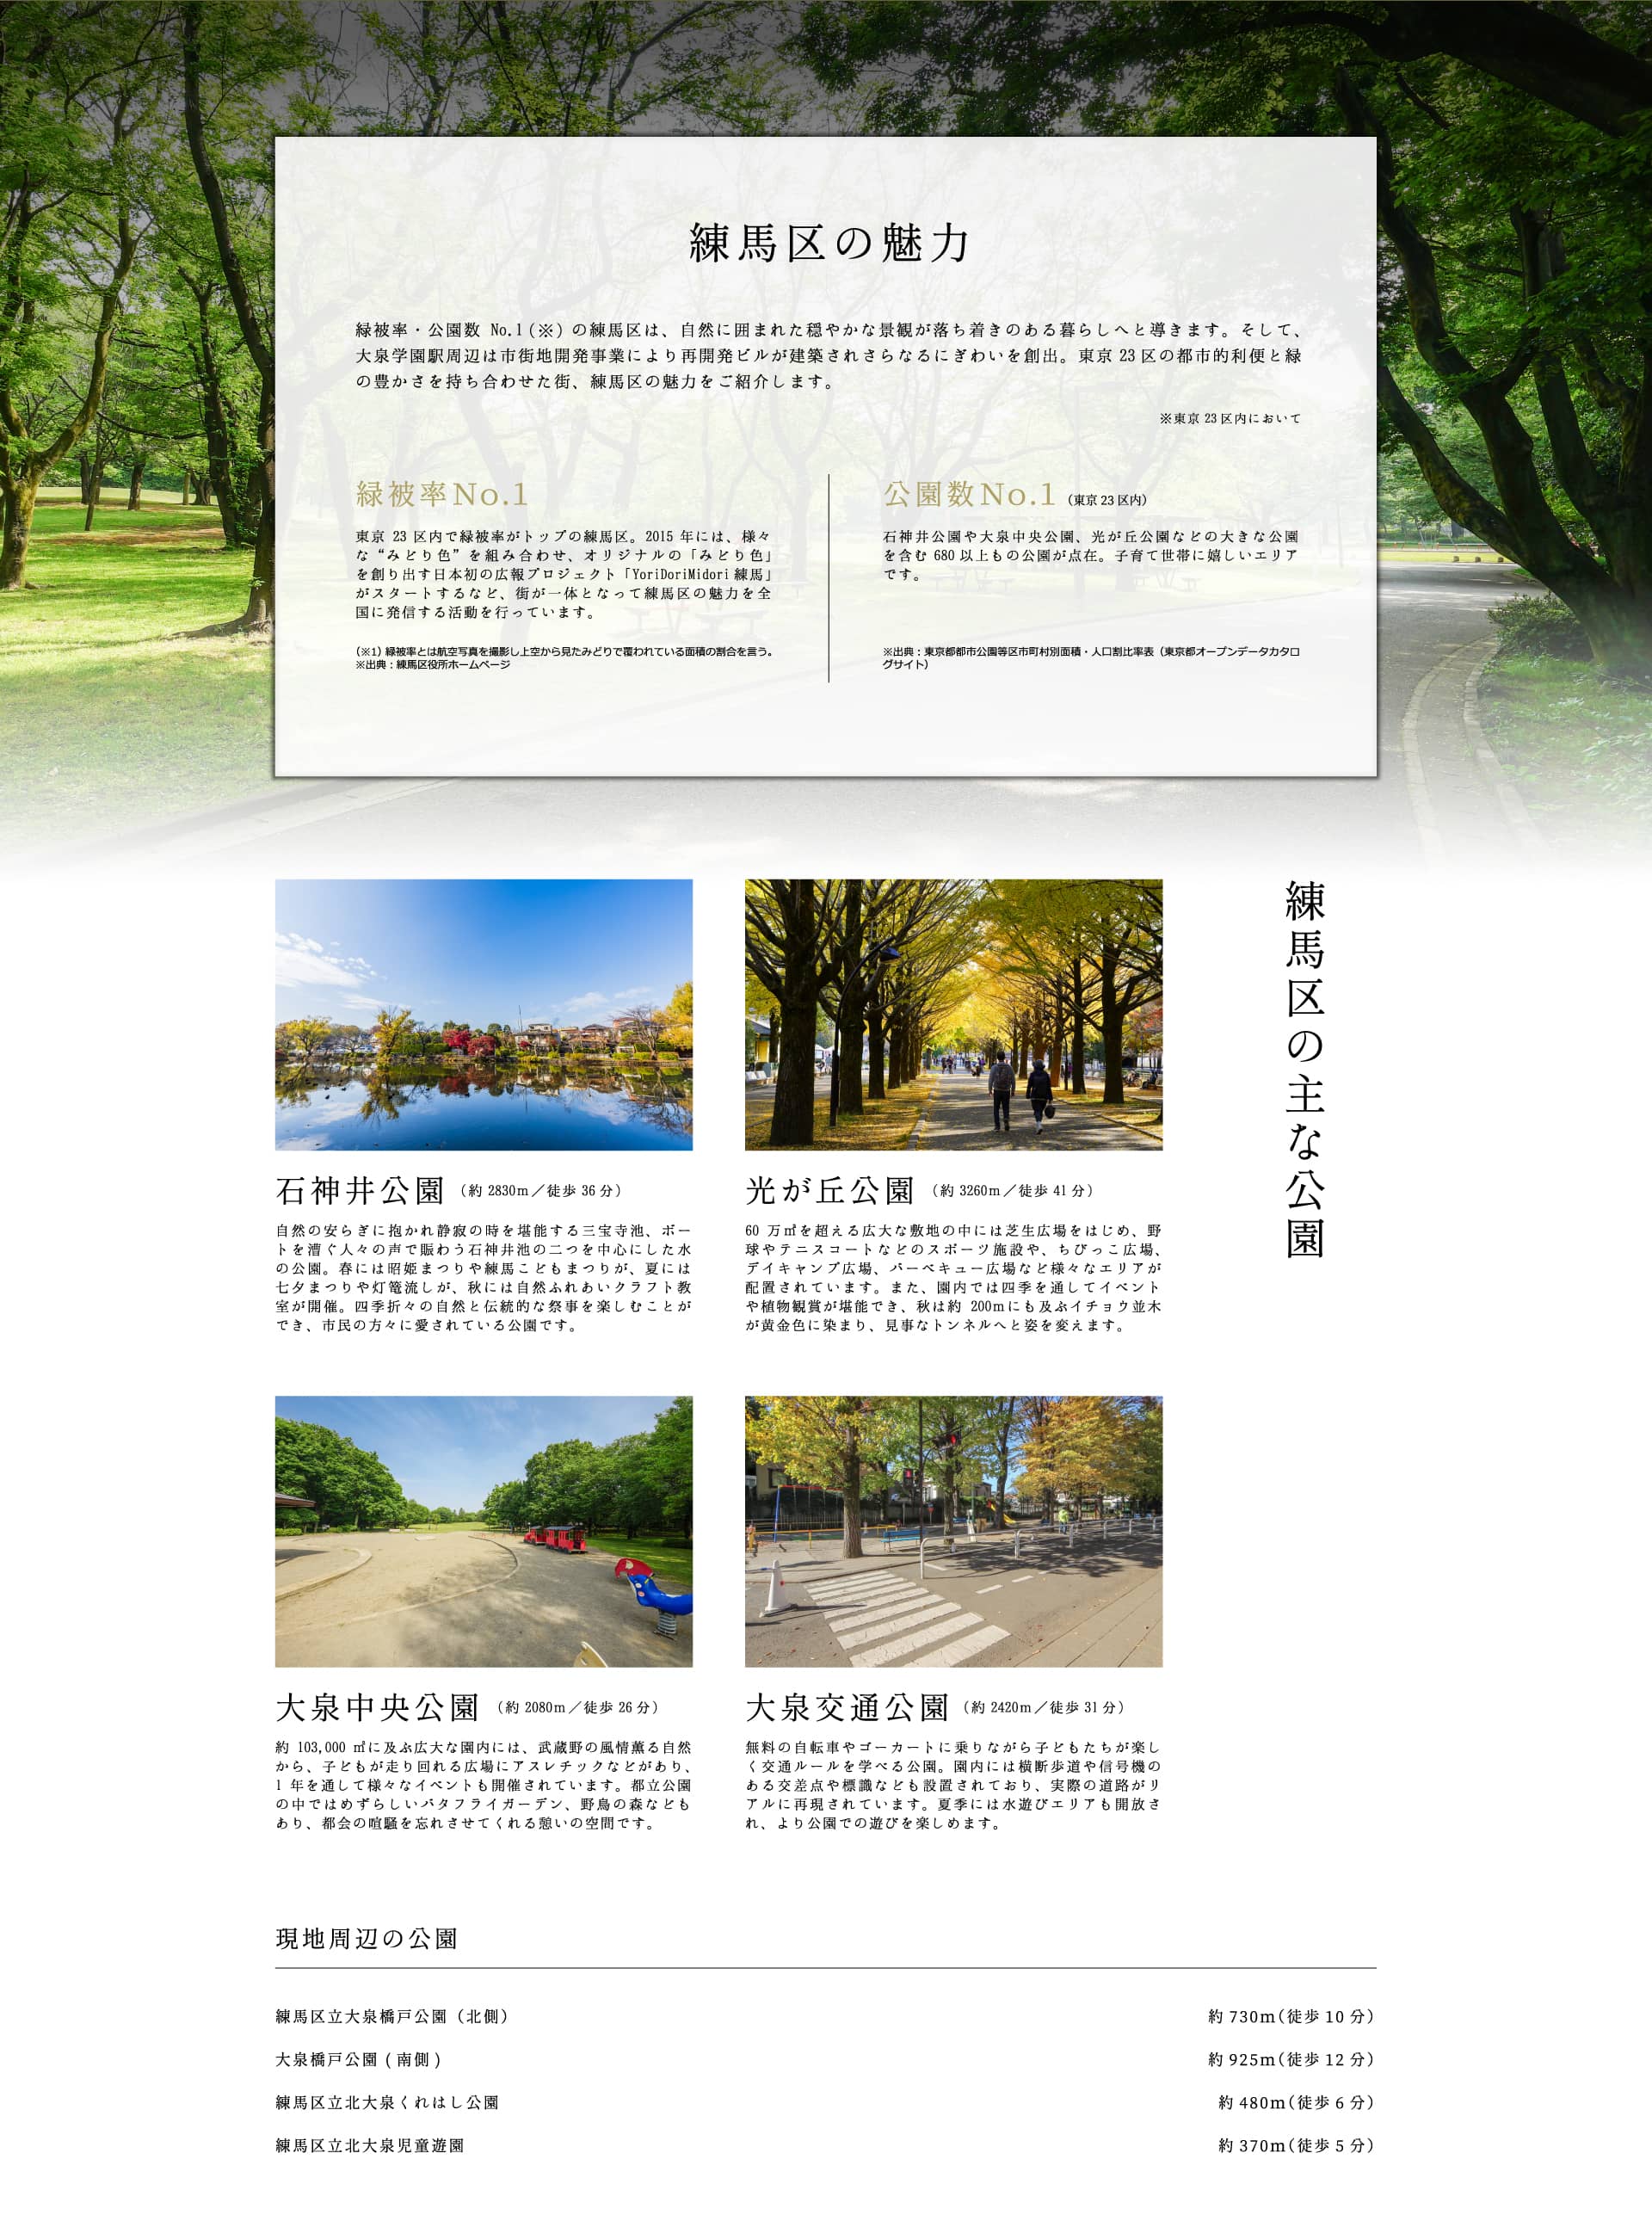 練馬区の魅力
緑被率・公園数 No.1(※) の練馬区は、自然に囲まれた穏やかな景観が落ち着きのある暮らしへと導きます。そして、
大泉学園駅周辺は市街地開発事業により再開発ビルが建築されさらなるにぎわいを創出。東京 23 区の都市的利便と緑
の豊かさを持ち合わせた街、練馬区の魅力をご紹介します。
※東京 23 区内において
緑被率No.1
東京 23 区内で緑被率がトップの練馬区。2015 年には、様々
な“みどり色”を組み合わせ、オリジナルの「みどり色」
を創り出す日本初の広報プロジェクト「YoriDoriMidori 練馬」
がスタートするなど、街が一体となって練馬区の魅力を全
国に発信する活動を行っています。
(※1) 緑被率とは航空写真を撮影し上空から見たみどりで覆われている面積の割合を言う。
※出典：練馬区役所ホームページ
公園数No.1（東京 23 区内）
石神井公園や大泉中央公園、光が丘公園などの大きな公園
を含む 680 以上もの公園が点在。子育て世帯に嬉しいエリア
です。
※出典：東京都都市公園等区市町村別面積・人口割比率表（東京都オープンデータカタロ
グサイト）
練馬区の主な公園
石神井公園（約 2830m／徒歩 36 分）
自然の安らぎに抱かれ静寂の時を堪能する三宝寺池、ボー
トを漕ぐ人々の声で賑わう石神井池の二つを中心にした水
の公園。春には照姫まつりや練馬こどもまつりが、夏には
七夕まつりや灯篭流しが、秋には自然ふれあいクラフト教
室が開催。四季折々の自然と伝統的な祭事を楽しむことが
でき、市民の方々に愛されている公園です。
光が丘公園（約 3260m／徒歩 41 分）
60 万㎡を超える広大な敷地の中には芝生広場をはじめ、野
球やテニスコートなどのスポーツ施設や、ちびっこ広場、
デイキャンプ広場、バーベキュー広場など様々なエリアが
配置されています。また、園内では四季を通してイベント
や植物観賞が堪能でき、秋は約 200mにも及ぶイチョウ並木
が黄金色に染まり、見事なトンネルへと姿を変えます。
大泉中央公園（約 2080m／徒歩 26 分）
約 103,000 ㎡に及ぶ広大な園内には、武蔵野の風情薫る自然
から、子どもが走り回れる広場にアスレチックなどがあり、
1 年を通して様々なイベントも開催されています。都立公園
の中ではめずらしいバタフライガーデン、野鳥の森なども
あり、都会の喧騒を忘れさせてくれる憩いの空間です。
大泉交通公園（約 2420m／徒歩 31 分）
無料の自転車やゴーカートに乗りながら子どもたちが楽し
く交通ルールを学べる公園。園内には横断歩道や信号機の
ある交差点や標識なども設置されており、実際の道路がリ
アルに再現されています。夏季には水遊びエリアも開放さ
れ、より公園での遊びを楽しめます。
現地周辺の公園
練馬区立大泉橋戸公園（北側） 約 730m(徒歩 10 分)
大泉橋戸公園 ( 南側 ) 約 925m(徒歩 12 分)
練馬区立北大泉くれはし公園 約 480m(徒歩 6 分)
練馬区立北大泉児童遊園 約 370m(徒歩 5 分)